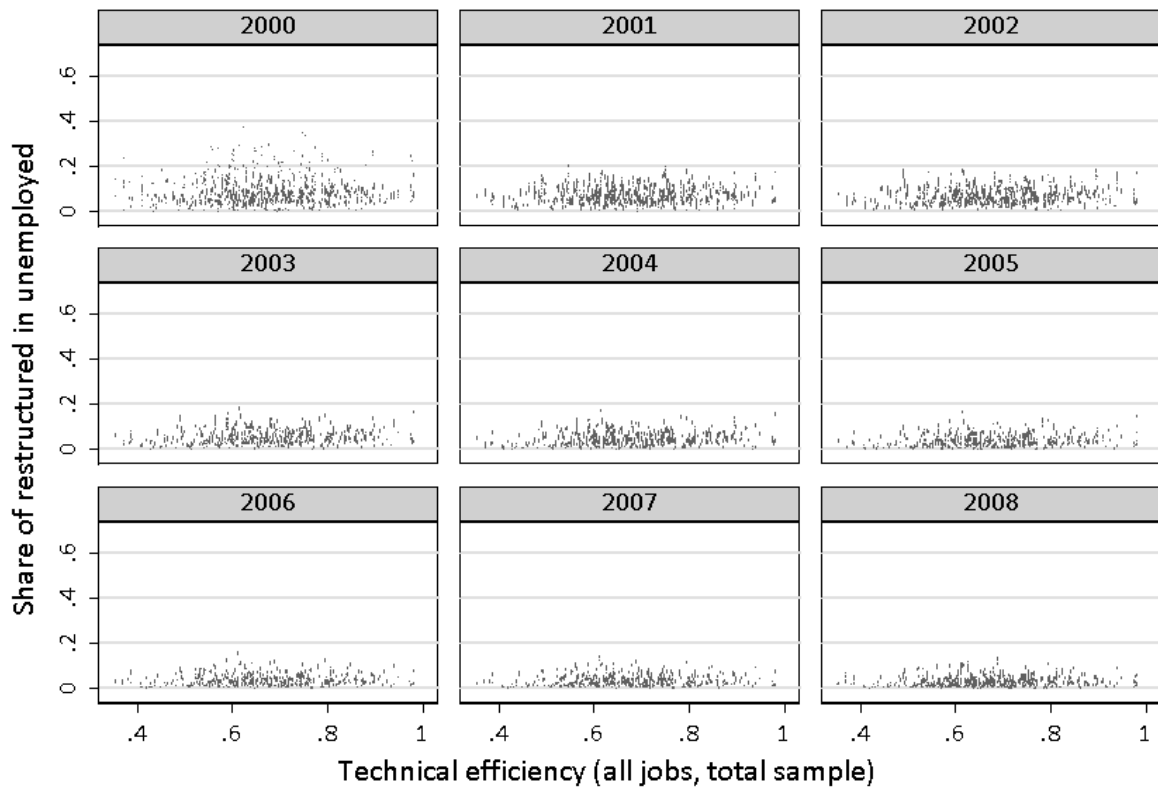 2000 2001 2002
.6
.4
.2
0
2003 2004 2005
.6
.4
.2
0
2006 2007 2008
.6
.4
.2
0
.4 .6 .8 1 .4 .6 .8 1 .4 .6 .8 1
Share of restructured in unemployed
Technical efficiency (all jobs, total sample)